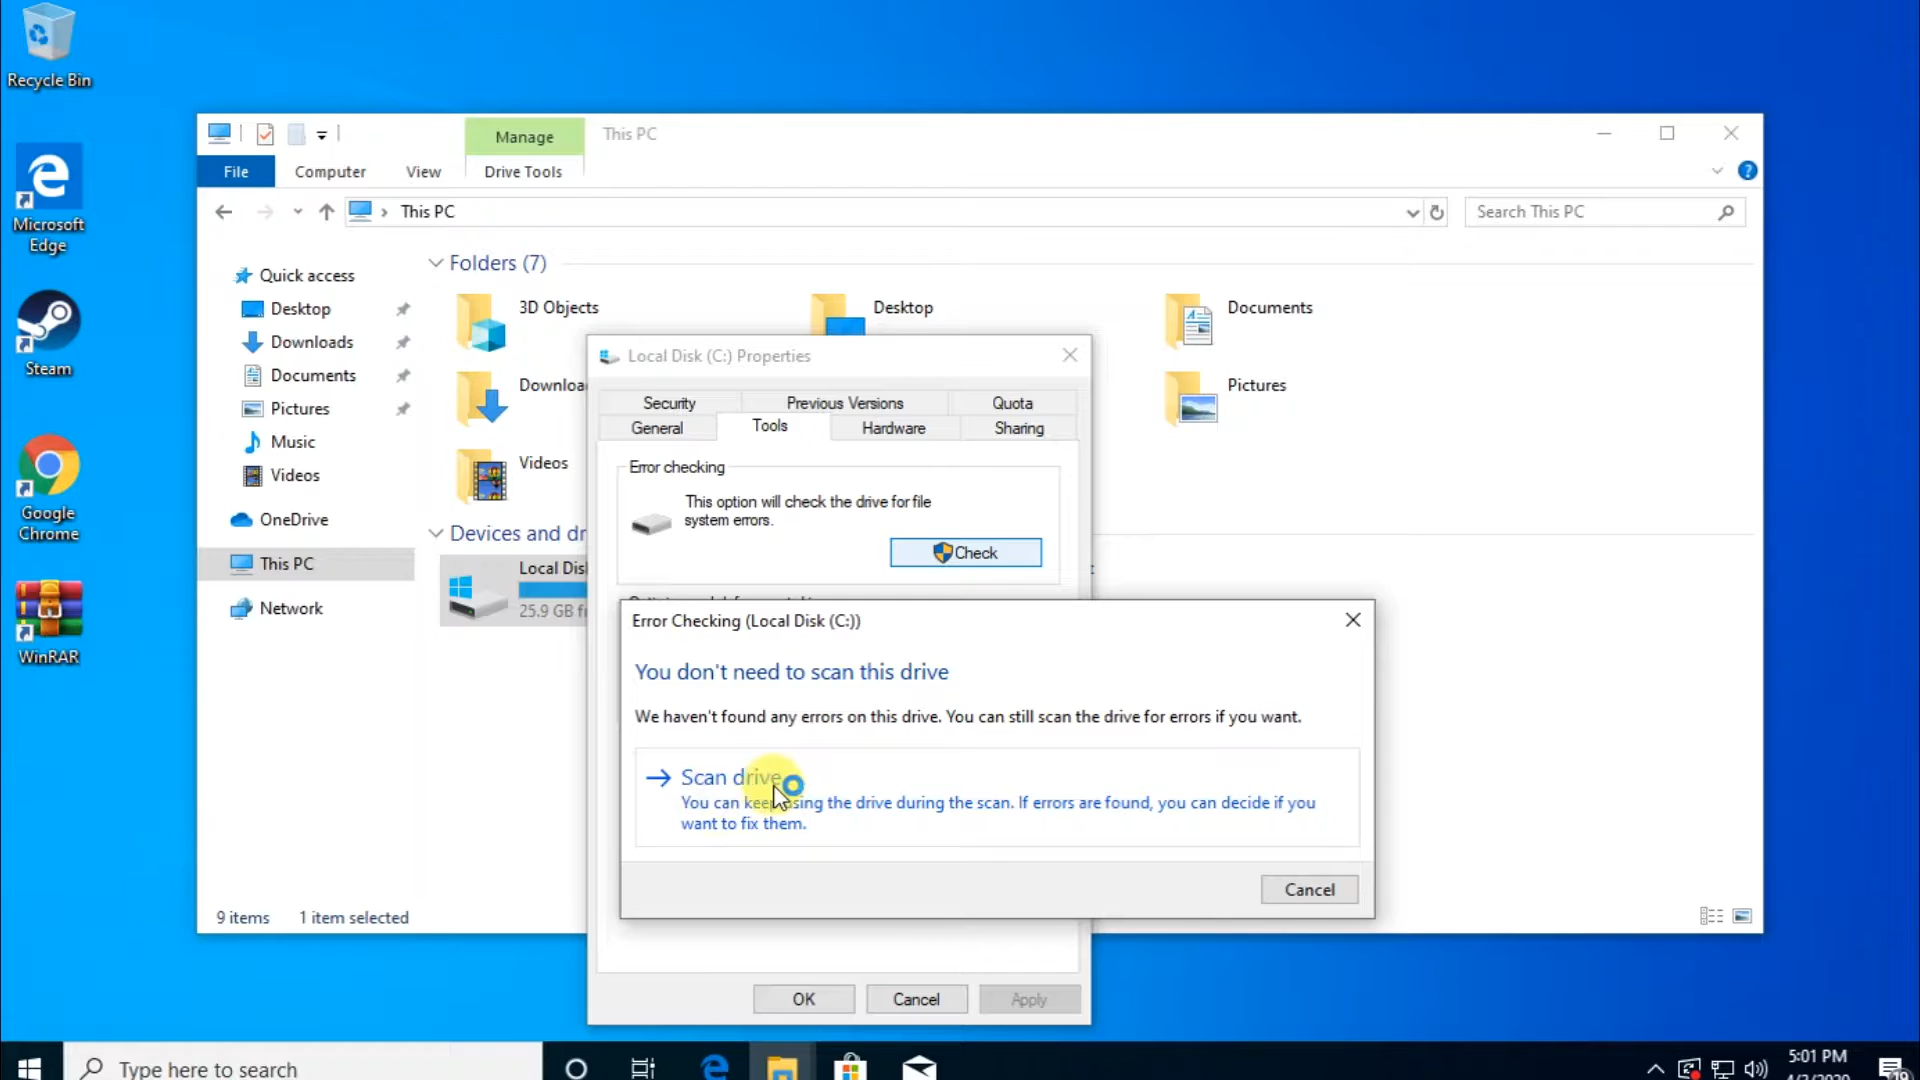 Recycle Bin
Microsoft
Edge
Steam
Google
Chrome
WinRAR
Manage
This PC
File
Computer
View
Drive Tools
This PC
Search This PC
Quick access
Desktop
Downloads
Documents
Pictures
Music
Videos
OneDrive
This PC
Network
Folders (7)
3D Objects
Desktop
Documents
Pictures
Videos
Devices and
25.9 GB
9 items
1 item selected
Local Disk (C:) Properties
Security
Previous Versions
Quota
General
Tools
Hardware
Sharing
Error checking
This option will check the drive for file
system errors.
Check
Error Checking (Local Disk (C:))
You don't need to scan this drive
We haven't found any errors on this drive. You can still scan the drive for errors if you want.
Scan drive
You can keep using the drive during the scan. If errors are found, you can decide if you
want to fix them.
Cancel
OK
Cancel
Apply
Type here to search
5:01 PM